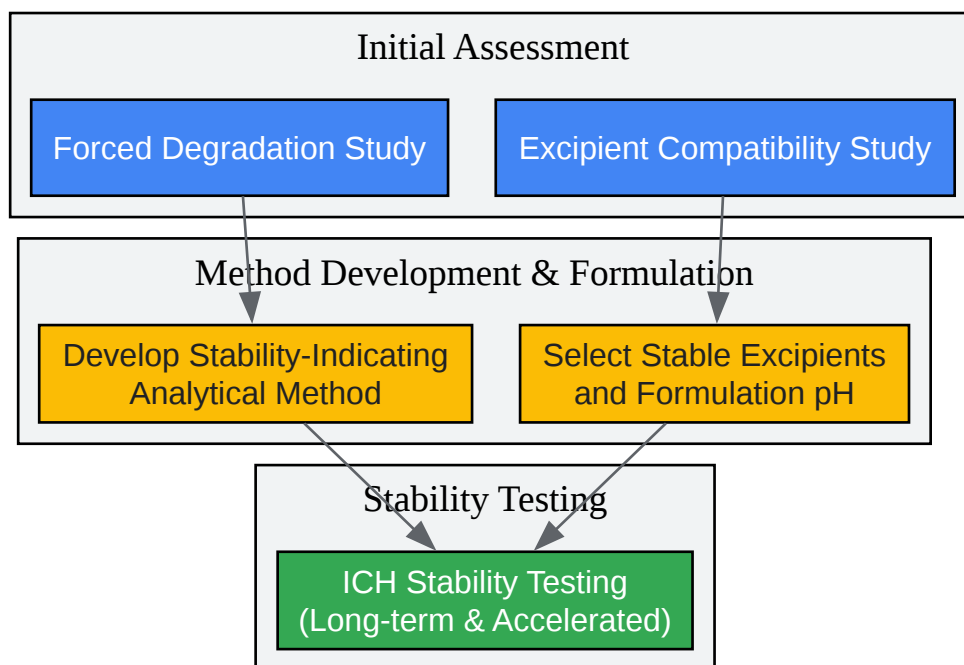 Initial Assessment
Forced Degradation Study
Excipient Compatibility Study
Method Development & Formulation
Develop Stability-Indicating
Analytical Method
Select Stable Excipients
and Formulation pH
Stability Testing
ICH Stability Testing
(Long-term & Accelerated)